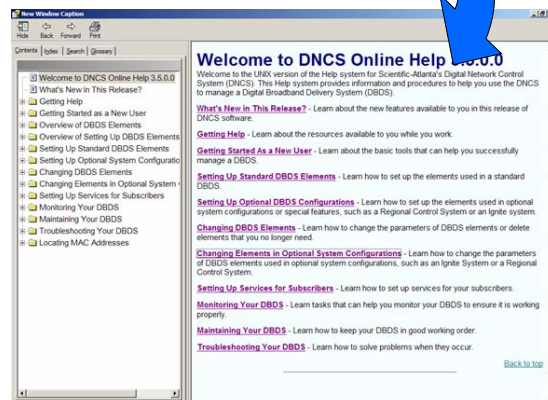 New Window Caption
Hide Back Forward Print
Contents Index Search Glossary
Welcome to DNCS Online Help 3.5.0.0
What's New in This Release?
Getting Help
Getting Started as a New User
Overview of DBDS Elements
Overview of Setting Up DBDS Elements
Setting Up Standard DBDS Elements
Setting Up Optional System Configuratio
Changing DBDS Elements
Changing Elements in Optional System
Setting Up Services for Subscribers
Monitoring Your DBDS
Maintaining Your DBDS
Troubleshooting Your DBDS
Locating MAC Addresses
Welcome to DNCS Online Help 3.5.0.0
Welcome to the UNIX version of the Help system for Scientific-Atlanta's Digital Network Control
System (DNCS). This Help system provides information and procedures to help you use the DNCS
to manage a Digital Broadband Delivery System (DBDS).
What's New in This Release? - Learn about the new features available to you in this release of
DNCS software.
Getting Help - Learn about the resources available to you while you work.
Getting Started As a New User - Learn about the basic tools that can help you successfully
manage a DBDS.
Setting Up Standard DBDS Elements - Learn how to set up the elements used in a standard
DBDS.
Setting Up Optional DBDS Configurations - Learn how to set up the elements used in optional
system configurations or special features, such as a Regional Control System or an Ignite system.
Changing DBDS Elements - Learn how to change the parameters of DBDS elements or delete
elements that you no longer need.
Changing Elements in Optional System Configurations - Learn how to change the parameters
of DBDS elements used in optional system configurations, such as an Ignite System or a Regional
Control System.
Setting Up Services for Subscribers - Learn how to set up services for your subscribers.
Monitoring Your DBDS - Learn tasks that can help you monitor your DBDS to ensure it is working
properly.
Maintaining Your DBDS - Learn how to keep your DBDS in good working order.
Troubleshooting Your DBDS - Learn how to solve problems when they occur.
Back to top